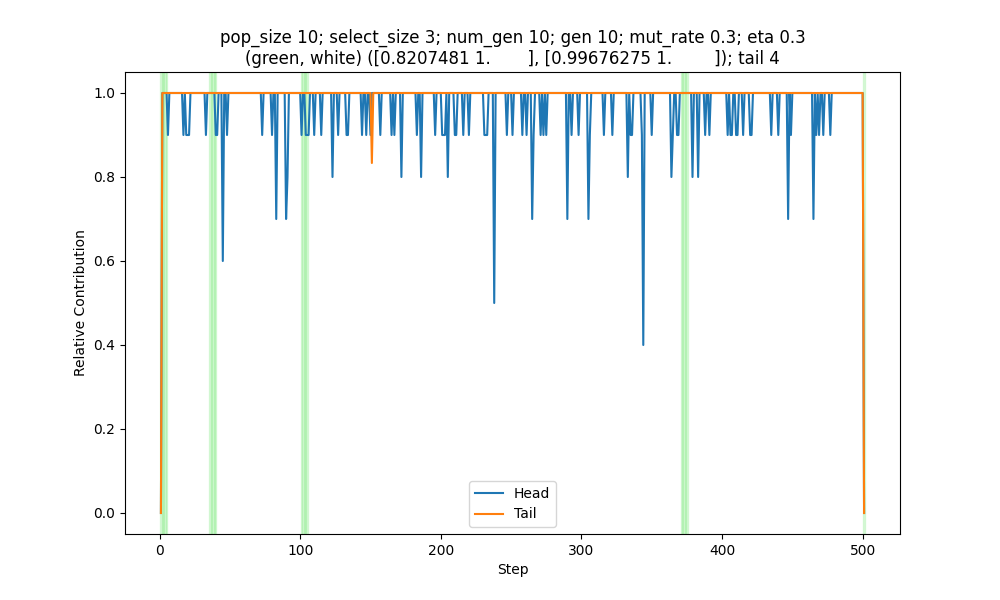 pop_size 10; select_size 3; num_gen 10; gen 10; mut_rate 0.3; eta 0.3
(green, white) ([0.8207481 1.        ], [0.99676275 1.        ]); tail 4
1.0
0.8
0.6
0.4
0.2
0.0
Relative Contribution
Head
Tail
0 100 200 300 400 500
Step